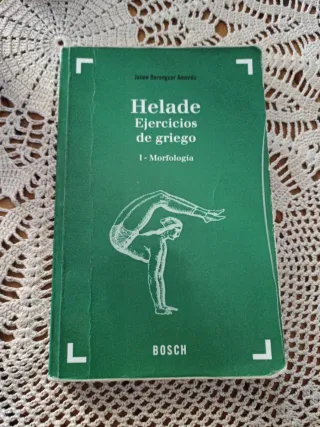 Jaime Berenguer Amenós
Helade
Ejercicios
de griego
I - Morfología
BOSCH